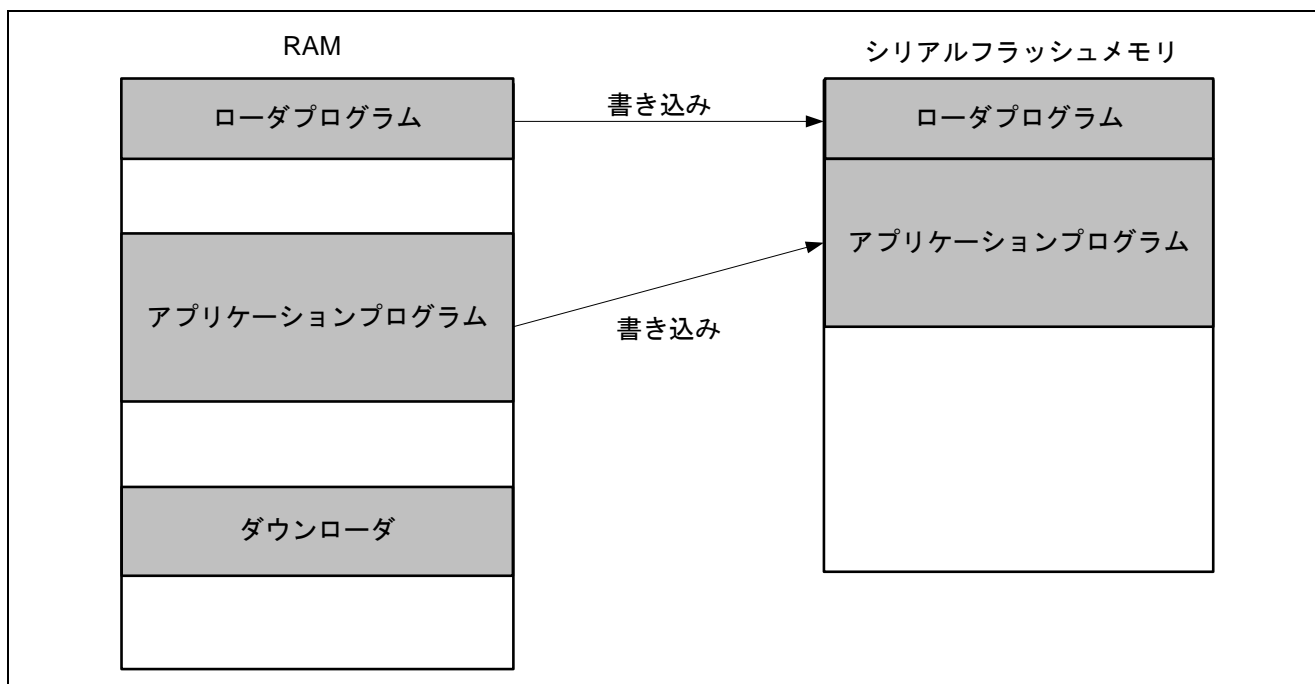 RAM
シリアルフラッシュメモリ
ローダプログラム
書き込み
ローダプログラム
アプリケーションプログラム
アプリケーションプログラム
書き込み
ダウンローダ